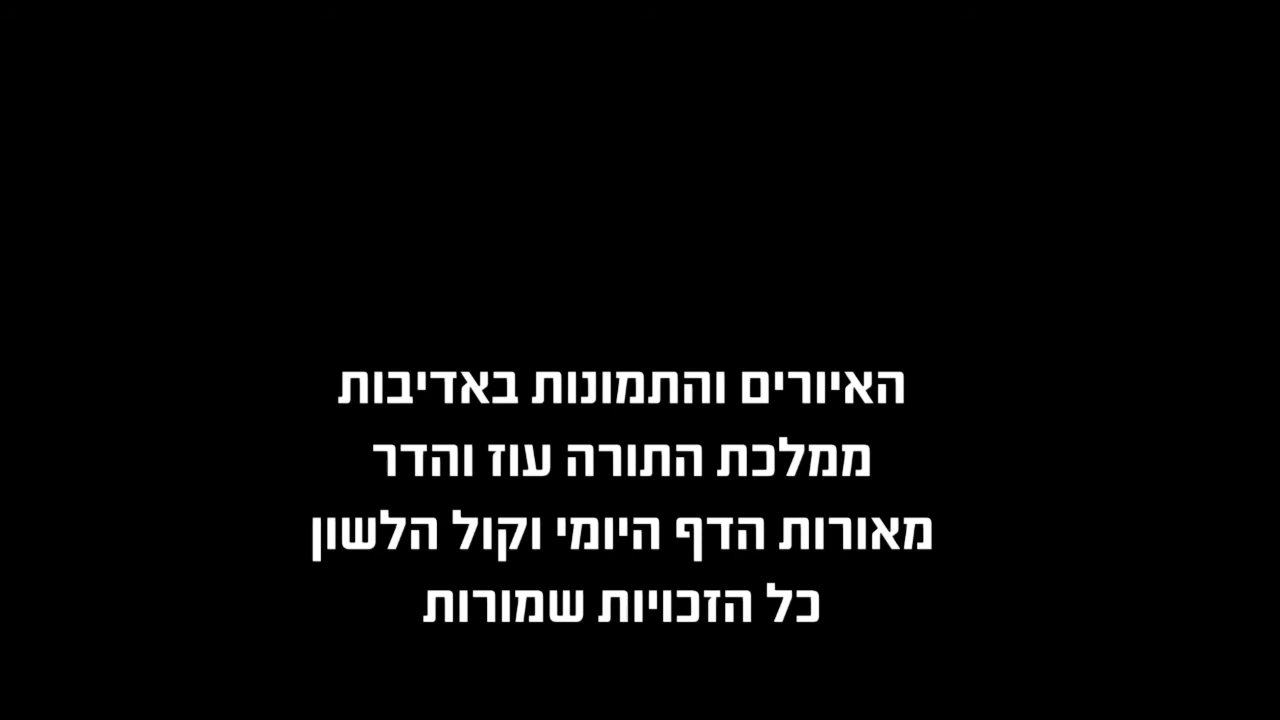 האיורים והתמונות באדיבות
ממלכת התורה עוז והדר
מאורות הדף היומי וקול הלשון
כל הזכויות שמורות